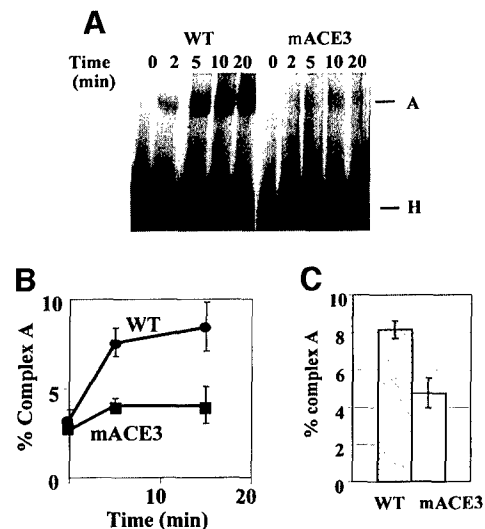 A
WT mACE3
Time (min) 0 2 5 10 20 0 2 5 10 20
A
H
B
% Complex A
10
5
0
WT
mACE3
10 20
Time (min)
C
% complex A
10
8
6
4
2
0
WT mACE3